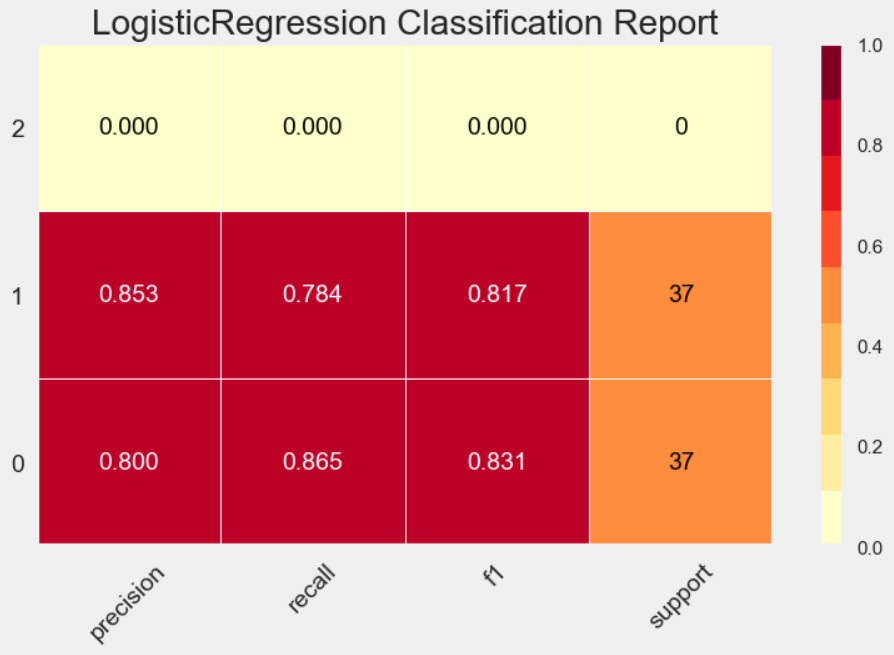 LogisticRegression Classification Report
2 0.000 0.000 0.000 0
1 0.853 0.784 0.817 37
0 0.800 0.865 0.831 37
precision recall f1 support
1.0
0.8
0.6
0.4
0.2
0.0